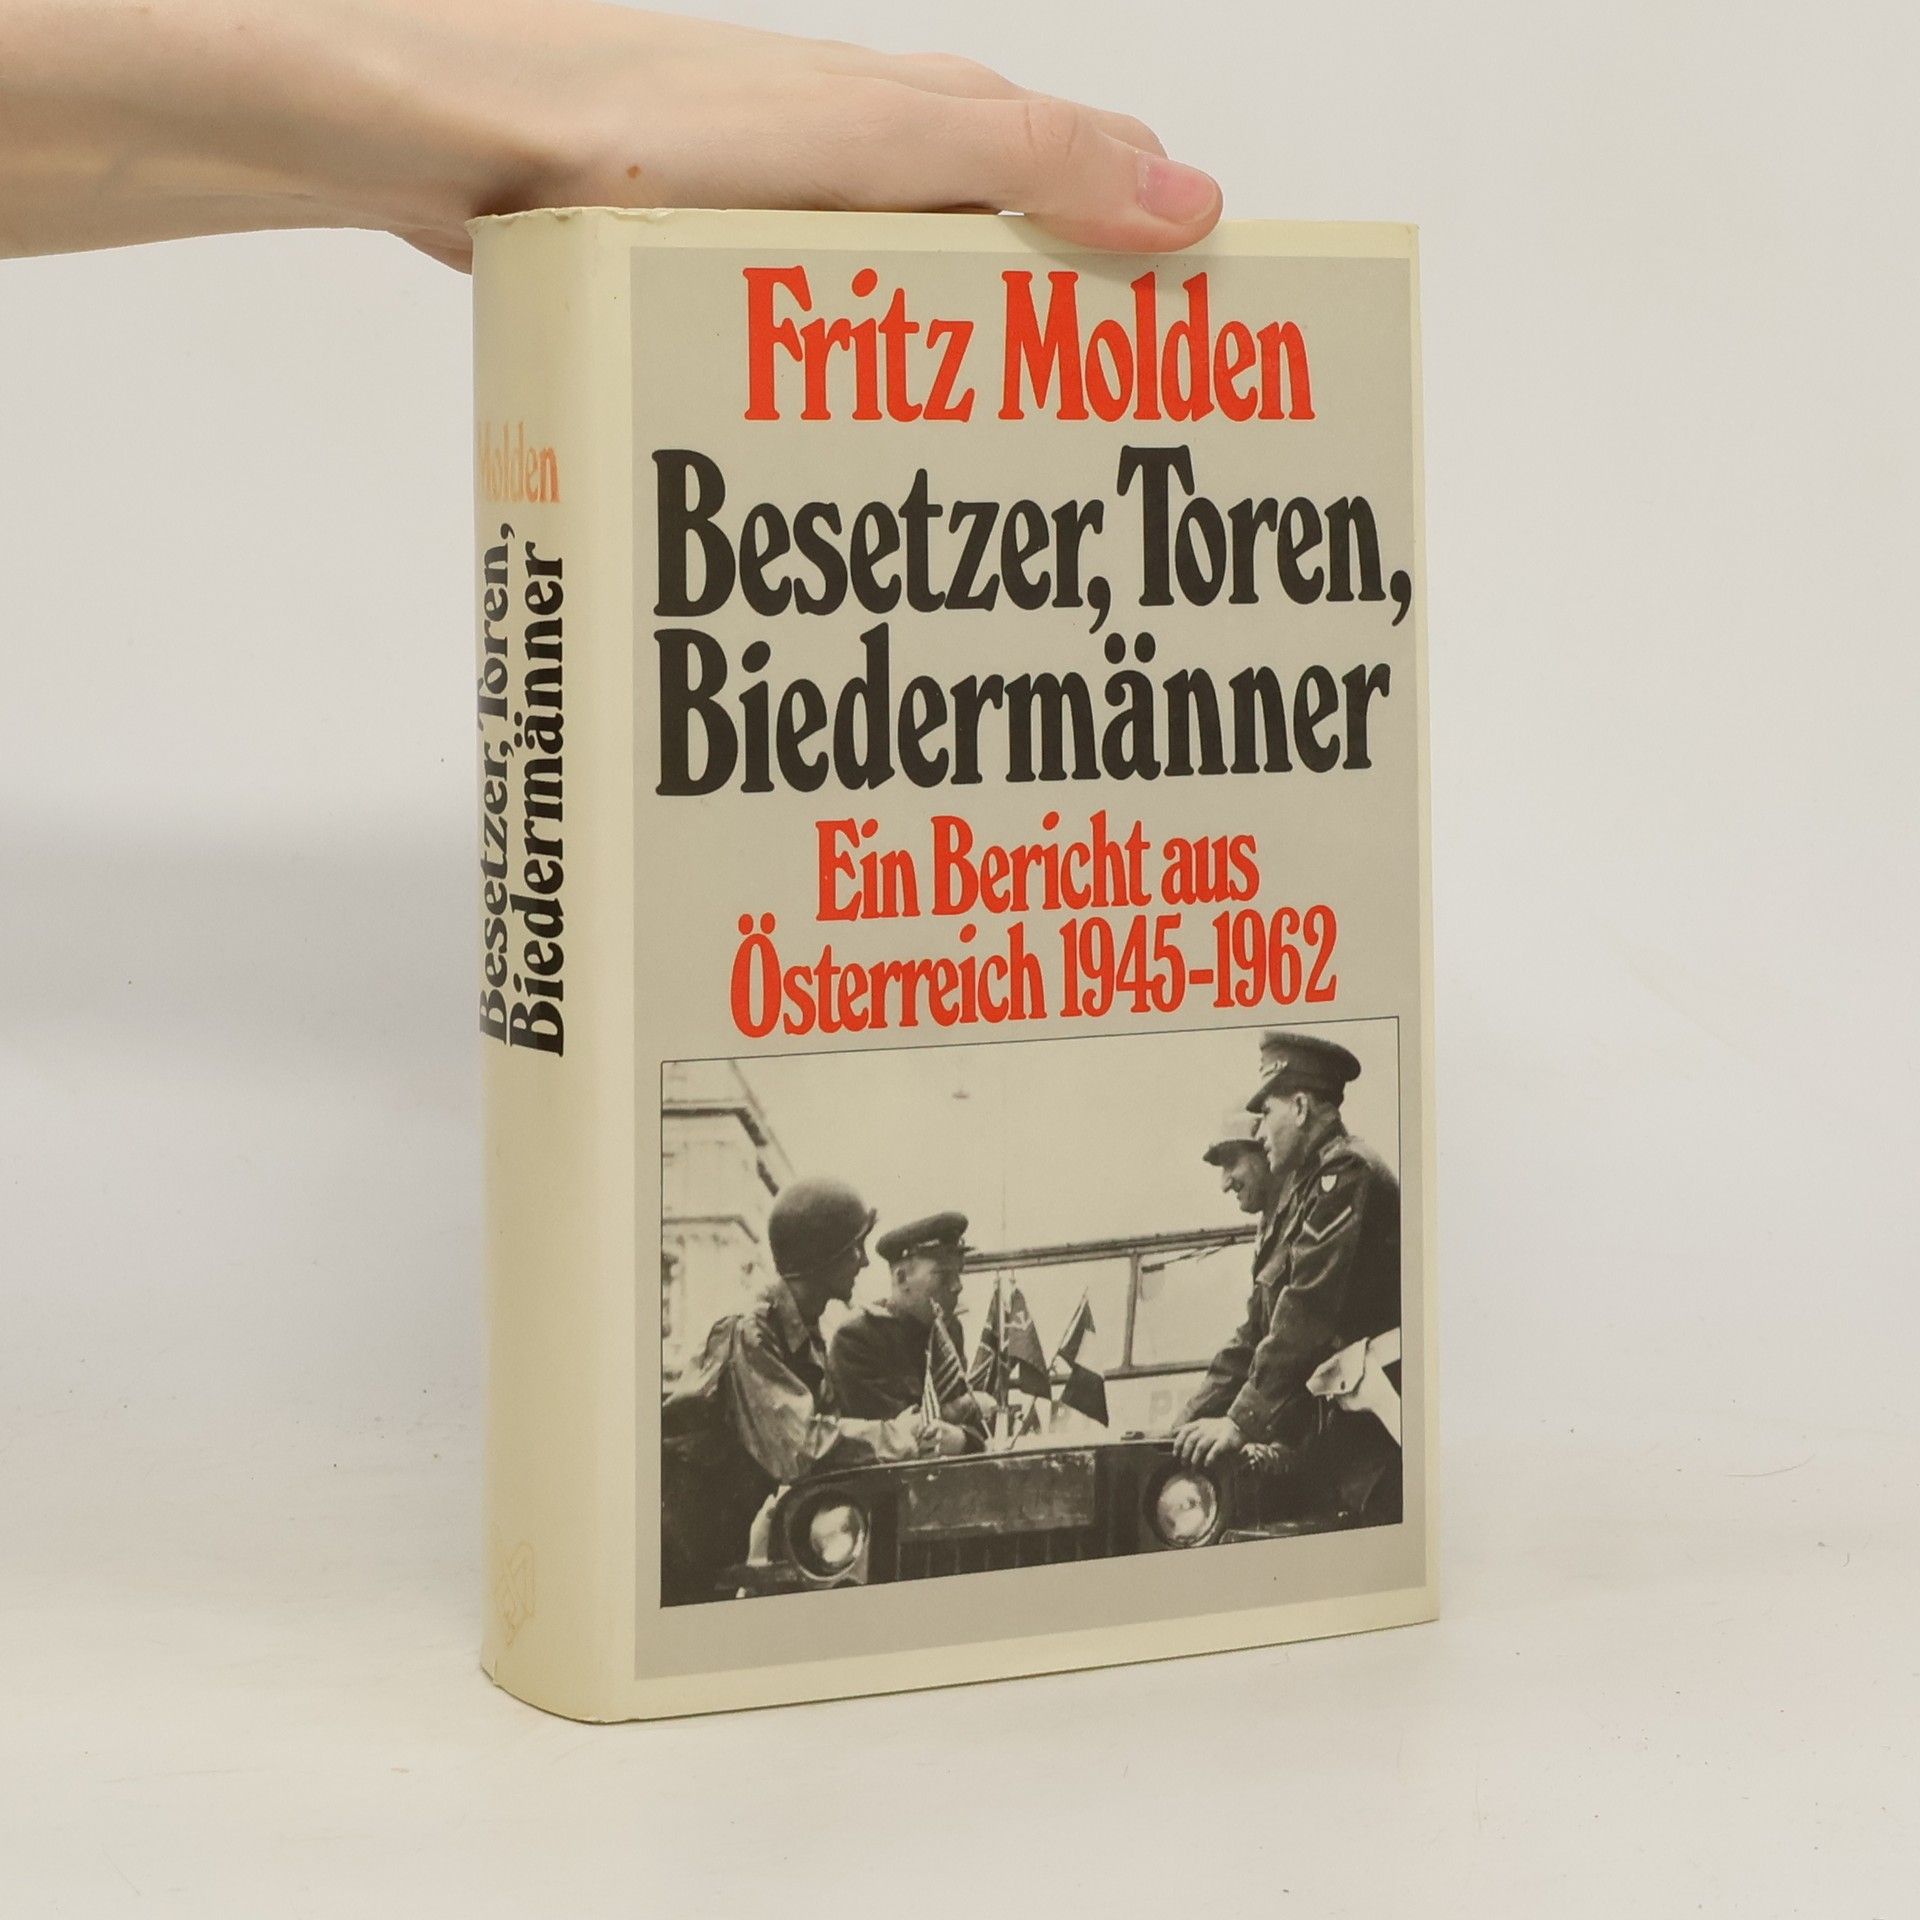 Fritz Molden
Besetzer, Toren,
Biedermänner
Ein Bericht aus
Österreich 1945-1962
Molden
Besetzer, Toren,
Biedermänner